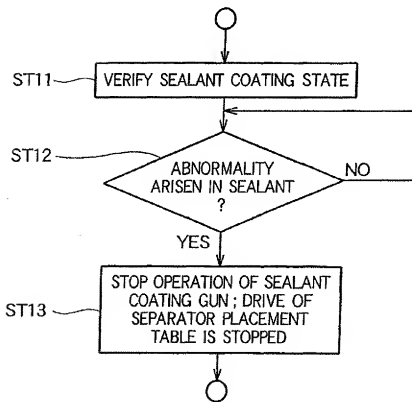 ST11
VERIFY SEALANT COATING STATE
ST12
ABNORMALITY
ARISEN IN SEALANT
?
NO
YES
ST13
STOP OPERATION OF SEALANT
COATING GUN ; DRIVE OF
SEPARATOR PLACEMENT
TABLE IS STOPPED